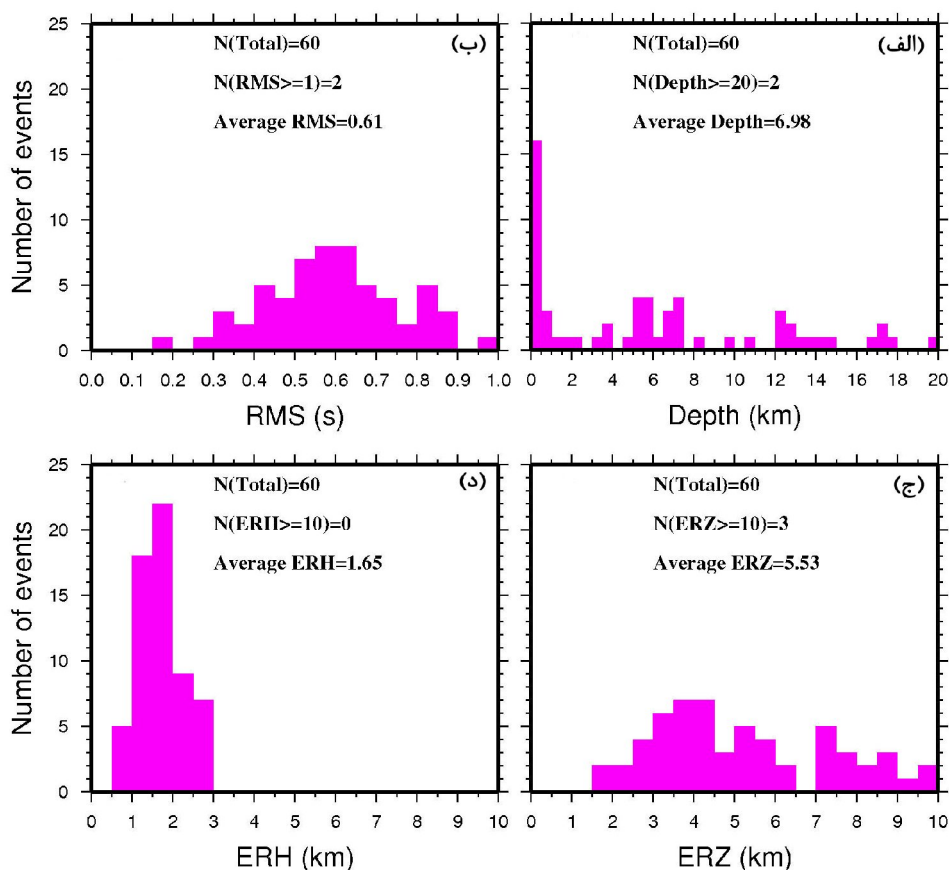 N(Total)=60
(ب)
N(RMS>=1)=2
Average RMS=0.61
Number of events
0
5
10
15
20
25
0.0 0.1 0.2 0.3 0.4 0.5 0.6 0.7 0.8 0.9 1.0
RMS (s)
N(Total)=60
(الف)
N(Depth>=20)=2
Average Depth=6.98
0 2 4 6 8 10 12 14 16 18 20
Depth (km)
N(Total)=60
(د)
N(ERH>=10)=0
Average ERH=1.65
Number of events
0
5
10
15
20
25
0 1 2 3 4 5 6 7 8 9 10
ERH (km)
N(Total)=60
(ج)
N(ERZ>=10)=3
Average ERZ=5.53
0 1 2 3 4 5 6 7 8 9 10
ERZ (km)